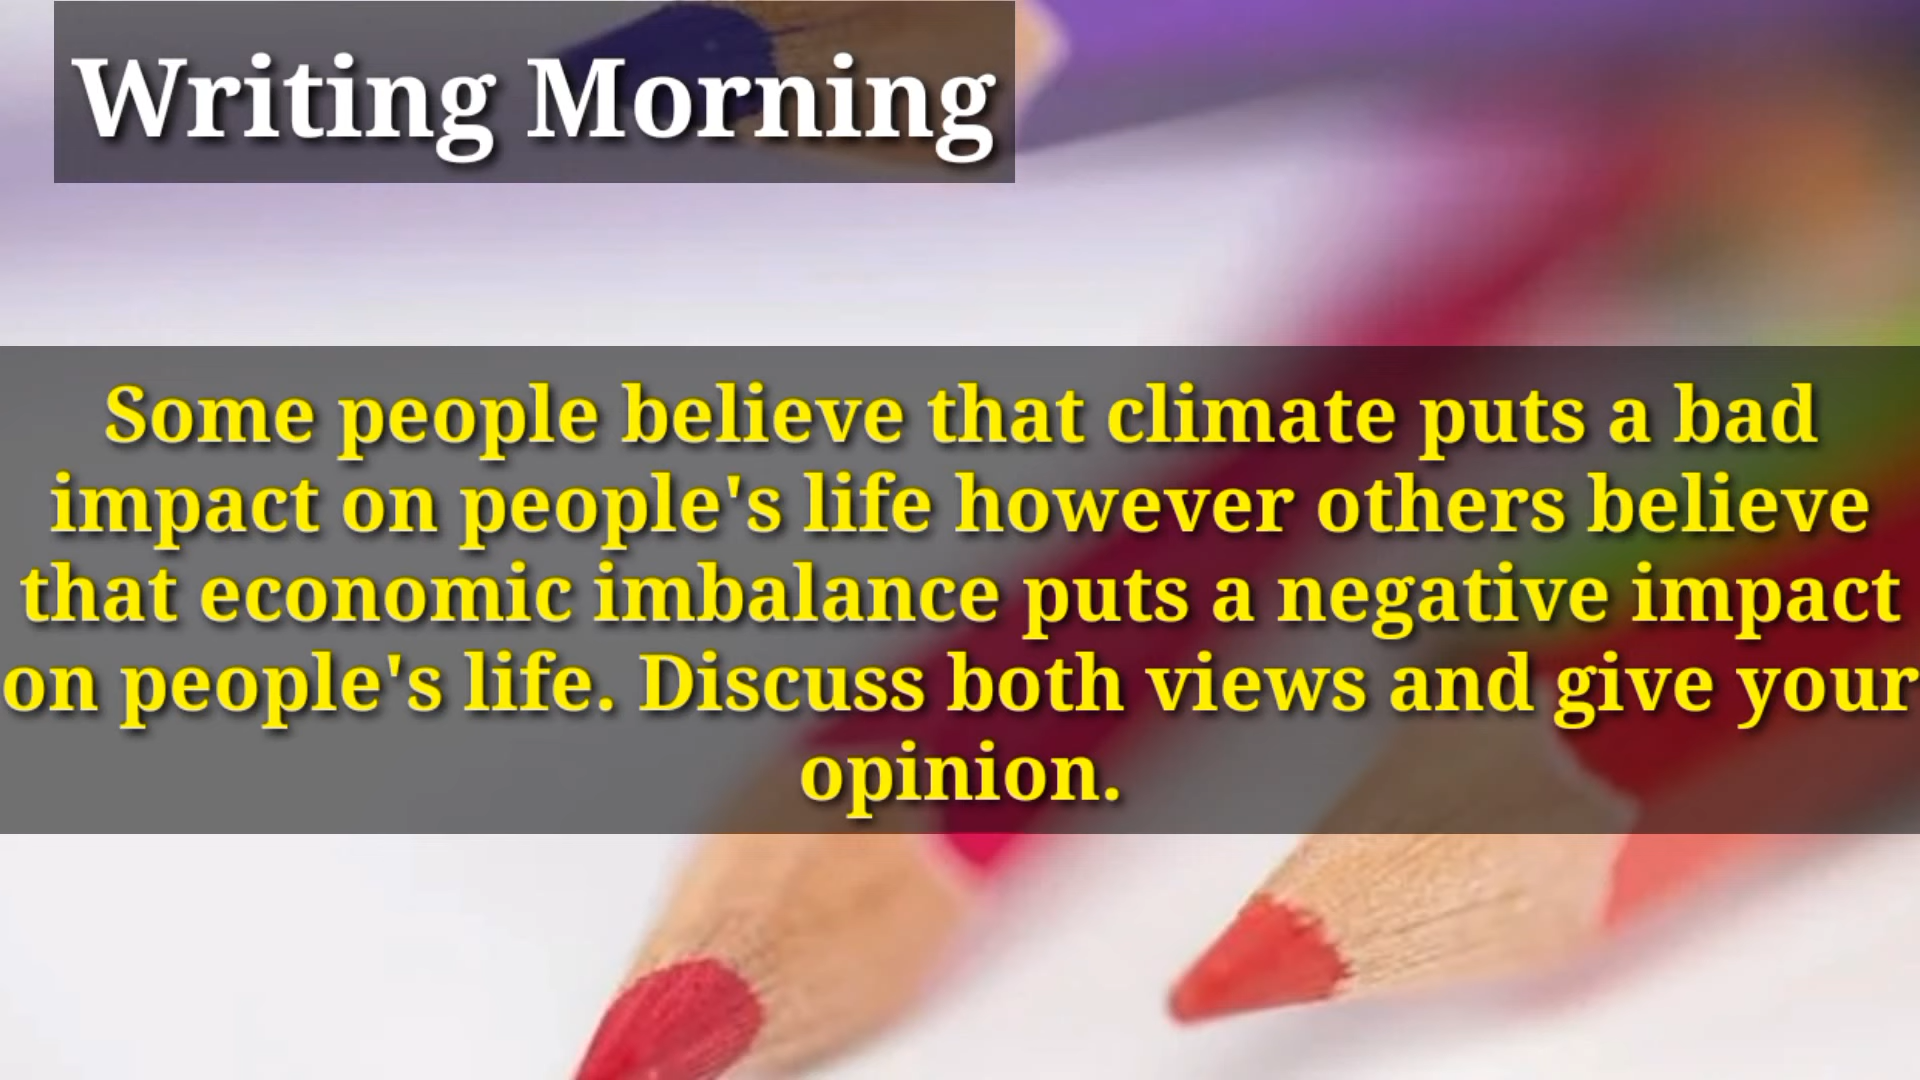 Writing Morning
Some people believe that climate puts a bad
impact on people's life however others believe
that economic imbalance puts a negative impact
on people's life. Discuss both views and give your
opinion.